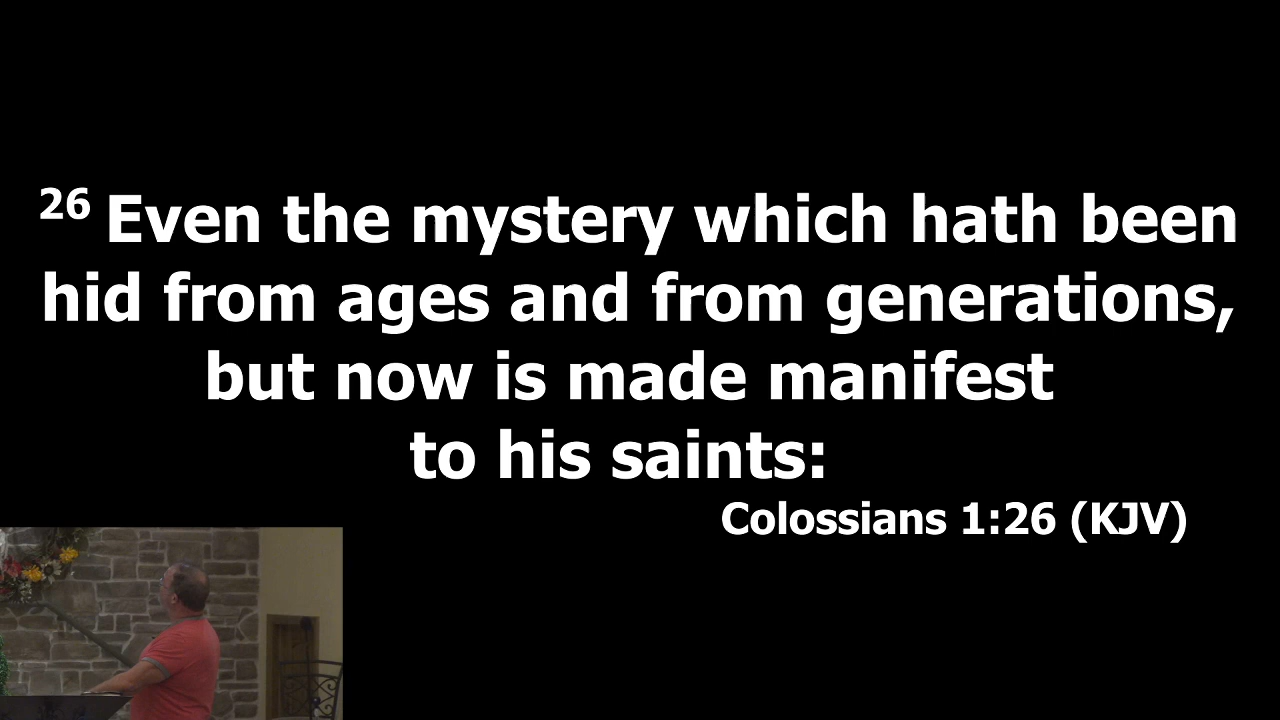 26 Even the mystery which hath been
hid from ages and from generations,
but now is made manifest
to his saints:
Colossians 1:26 (KJV)